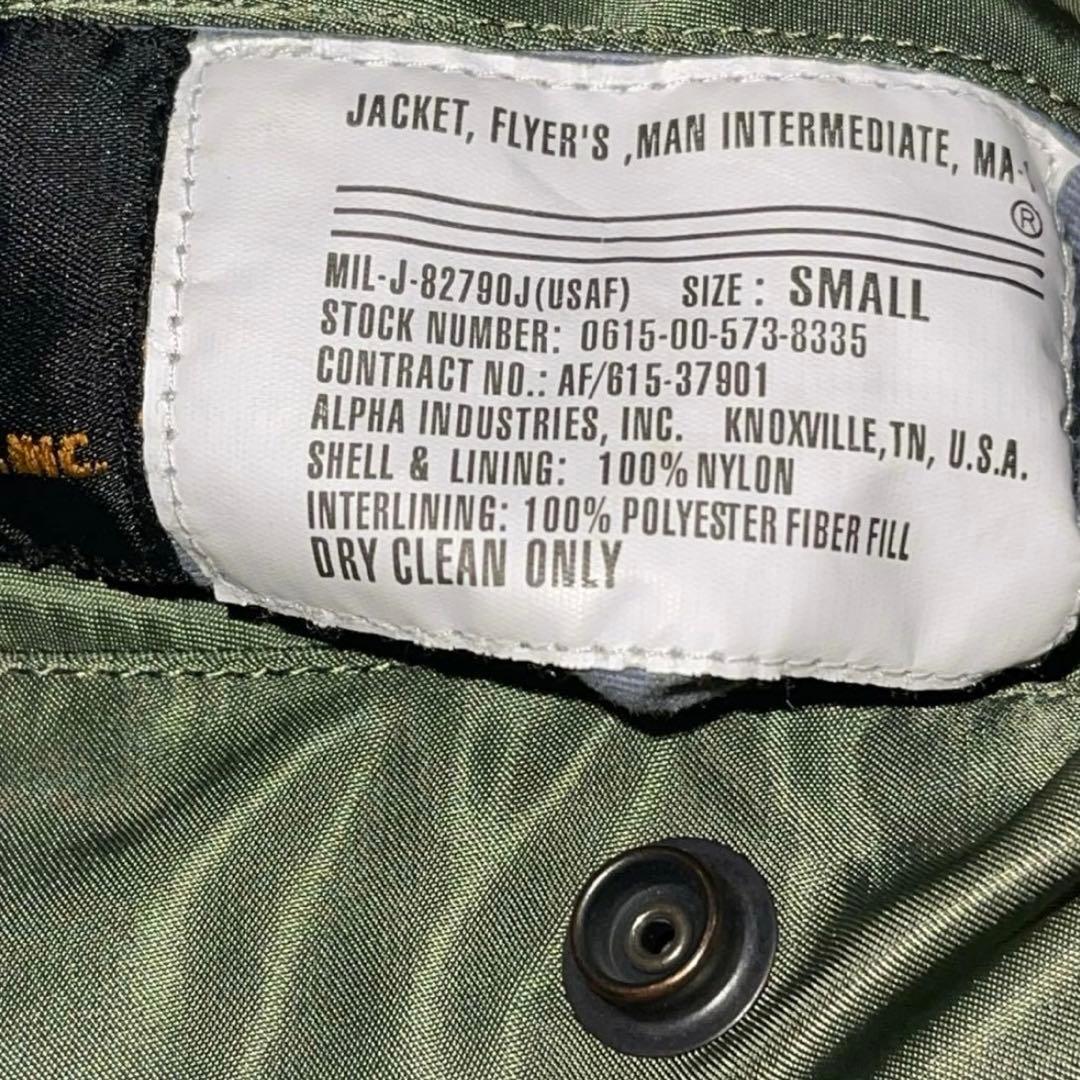 JACKET, FLYER'S ,MAN INTERMEDIATE, MA-1
®
MIL-J-82790J(USAF) SIZE : SMALL
STOCK NUMBER: 0615-00-573-8335
CONTRACT NO.: AF/615-37901
ALPHA INDUSTRIES, INC. KNOXVILLE,TN, U.S.A.
SHELL & LINING: 100% NYLON
INTERLINING: 100% POLYESTER FIBER FILL
DRY CLEAN ONLY
INC.